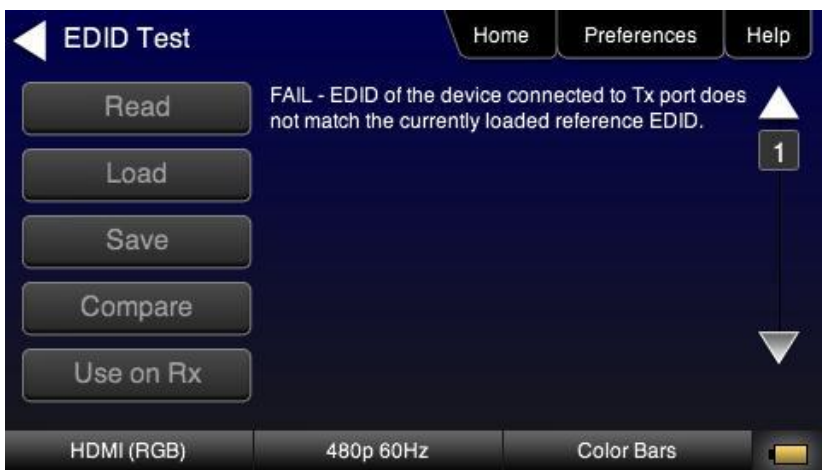 EDID Test
Home
Preferences
Help
Read
Load
Save
Compare
Use on Rx
FAIL - EDID of the device connected to Tx port does
not match the currently loaded reference EDID.
1
HDMI (RGB)
480p 60Hz
Color Bars